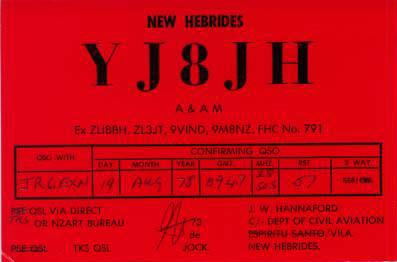 NEW HEBRIDES
YJ8JH
A & A M
Ex ZL1BBH, ZL3JT, 9V1ND, 9M8NZ. FHC No. 791
CONFIRMING QSO
QSO WITH DAY MONTH YEAR GMT. MHZ. RST 2 WAY
19 AUG 78 0947 28 57 SSB
PSE QSL VIA DIRECT
OR NZART BUREAU
PSE QSL TKS QSL
73
de
JOCK.
J. W. HANNAFORD
C/- DEPT OF CIVIL AVIATION
ESPIRITU SANTO VILA
NEW HEBRIDES.